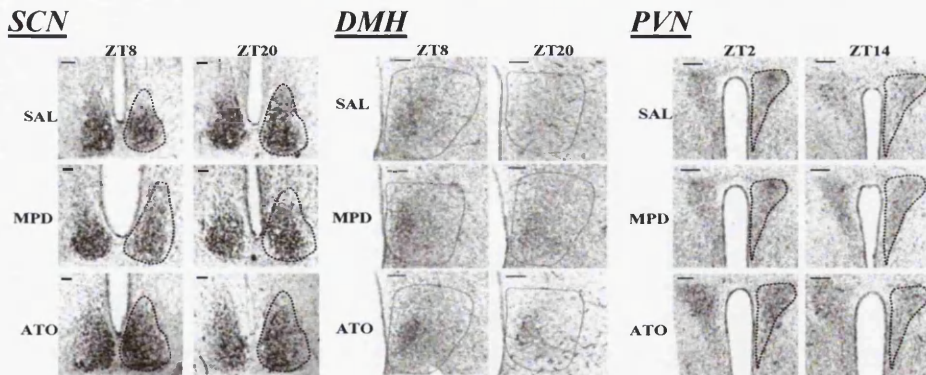 SCN DMH PVN
ZT8 ZT20 ZT8 ZT20 ZT2 ZT14
SAL SAL SAL
MPD MPD MPD
ATO ATO ATO